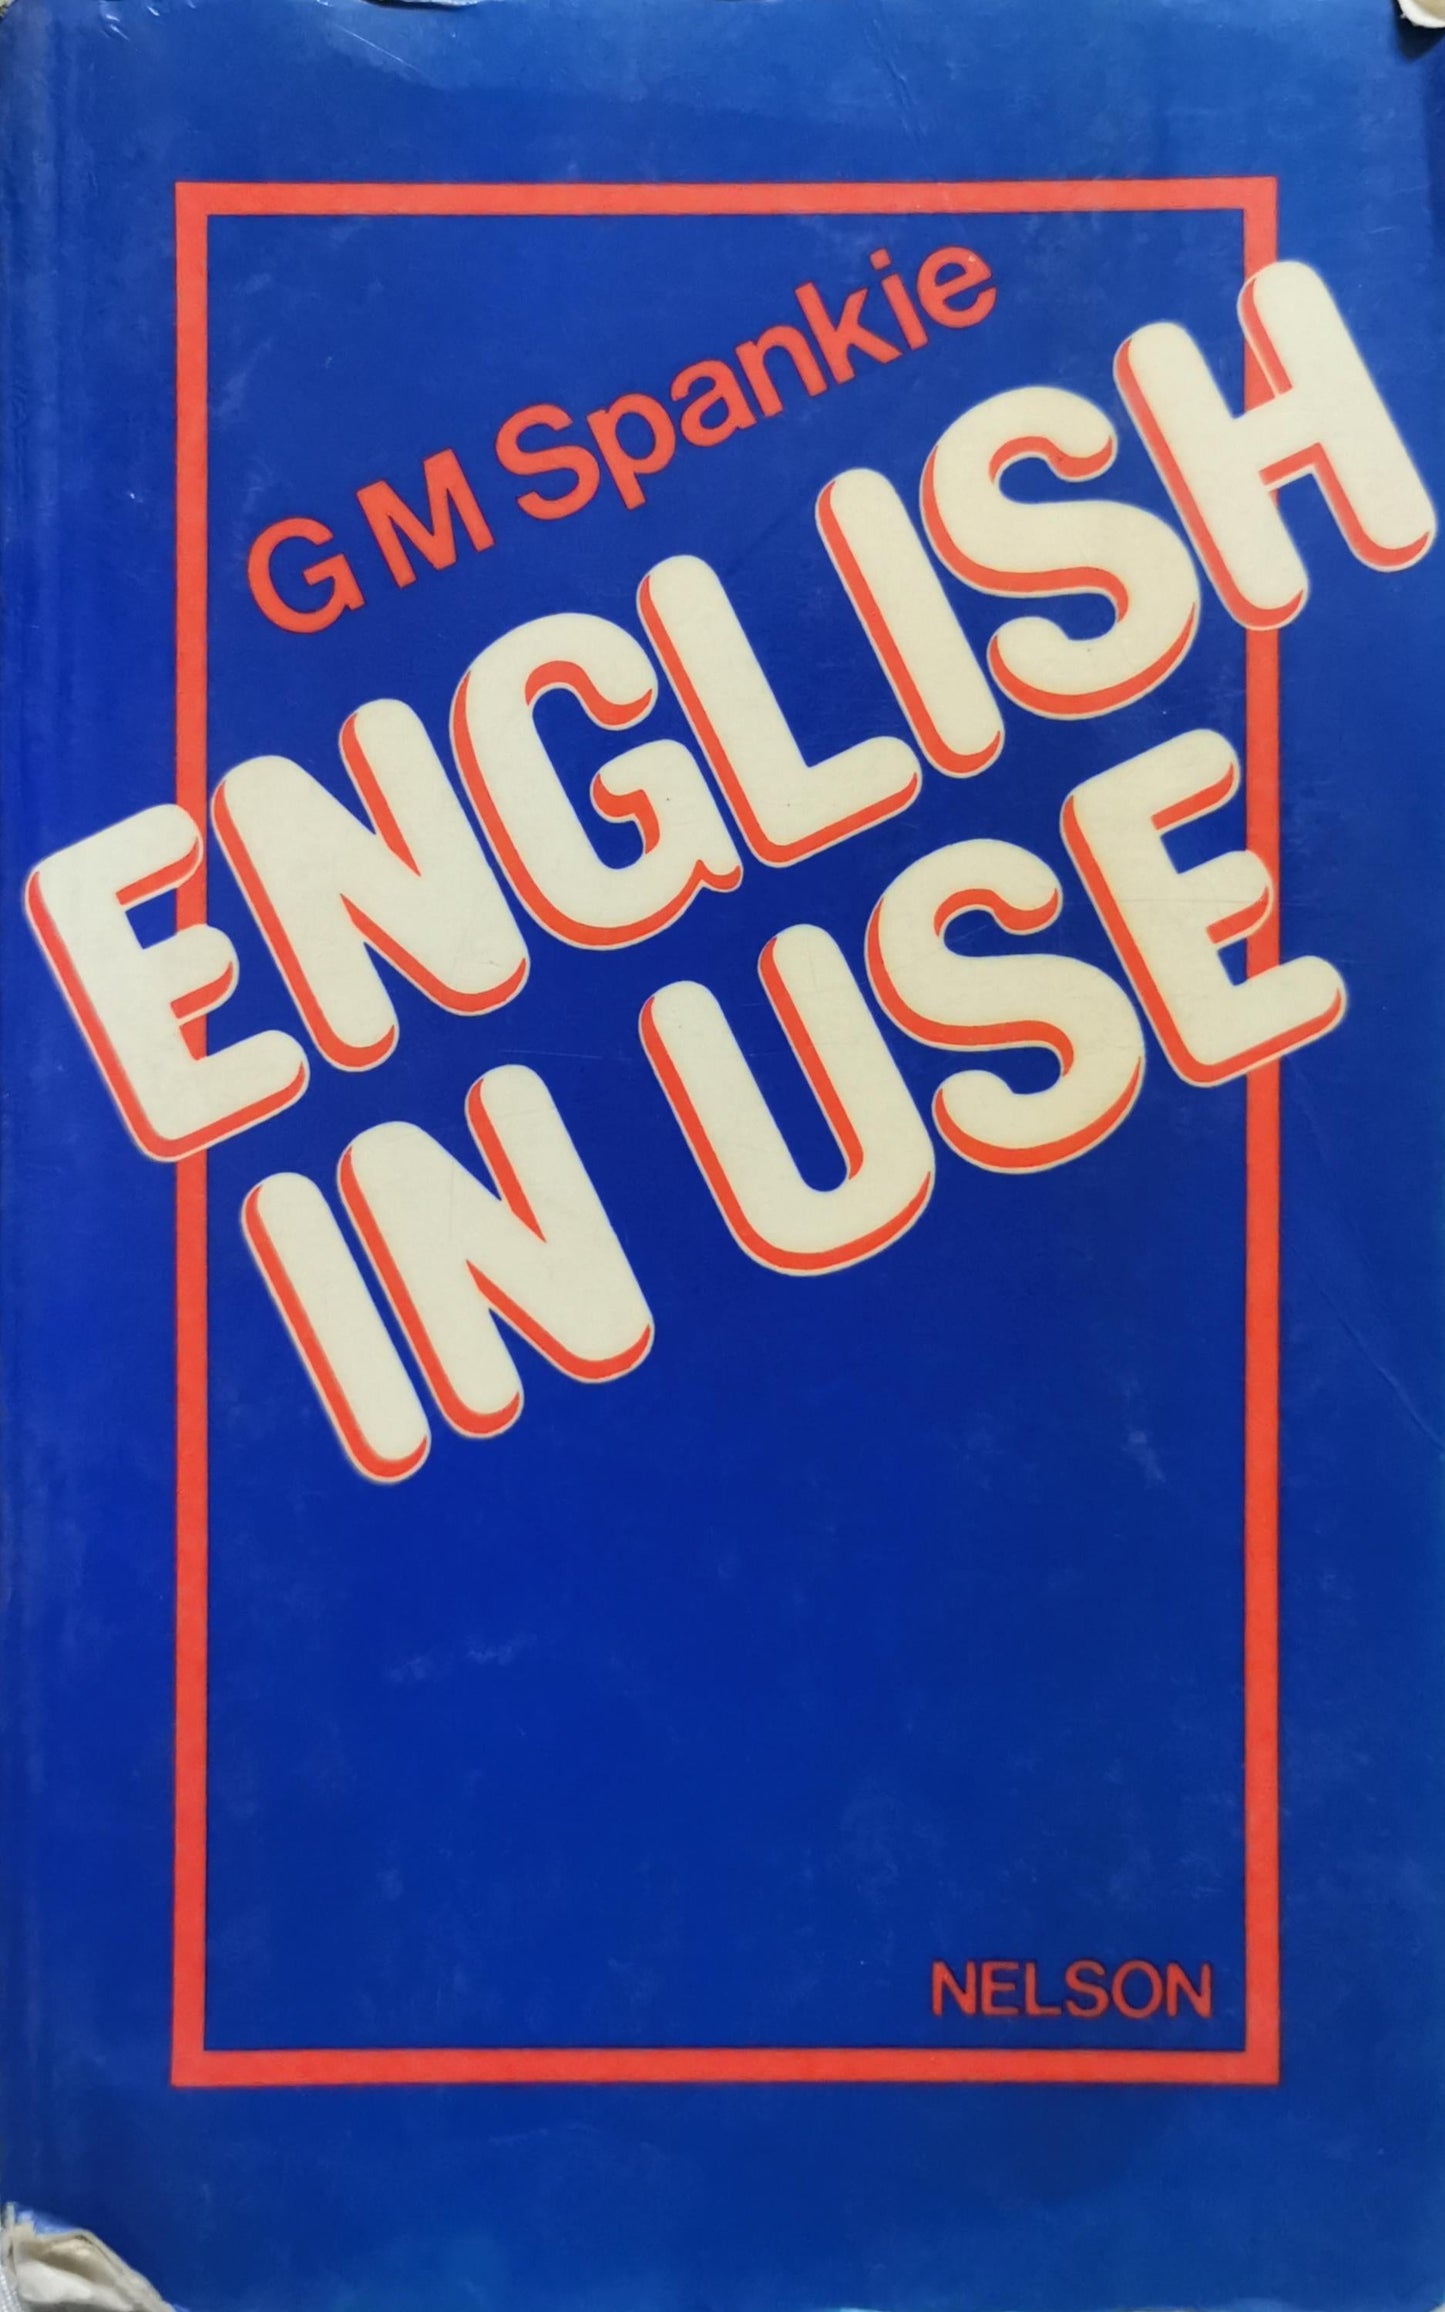 G M Spankie
ENGLISH
IN USE
NELSON